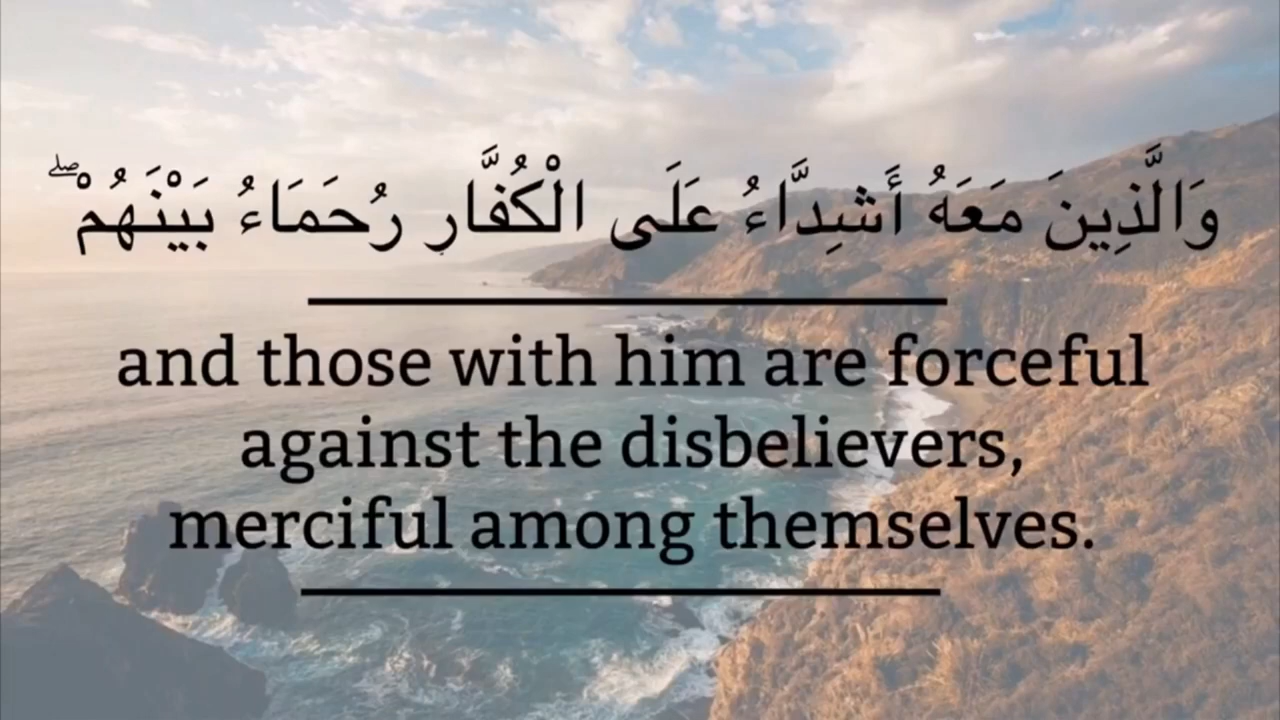 وَالَّذِينَ مَعَهُ أَشِدَّاءُ عَلَى الْكُفَّارِ رُحَمَاءُ بَيْنَهُمْ ۖ
and those with him are forceful
against the disbelievers,
merciful among themselves.